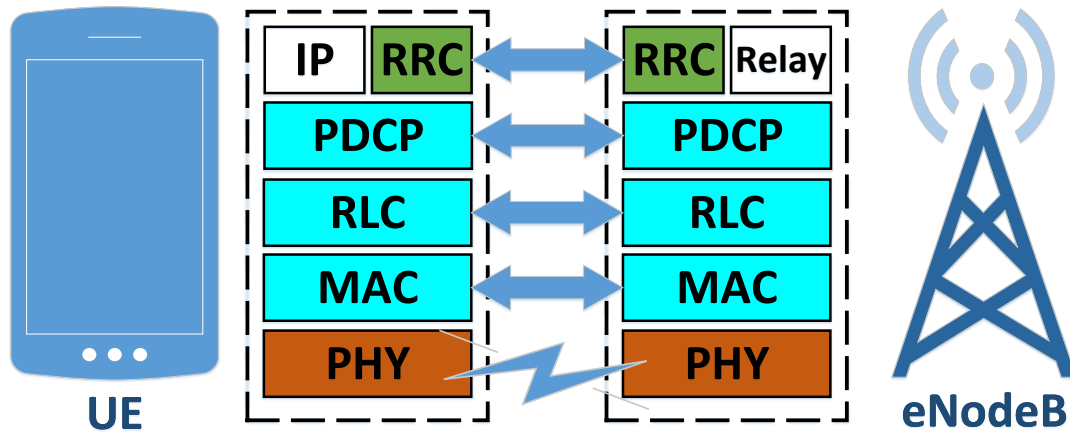 IP RRC RRC Relay
PDCP PDCP
RLC RLC
MAC MAC
PHY PHY
UE eNodeB